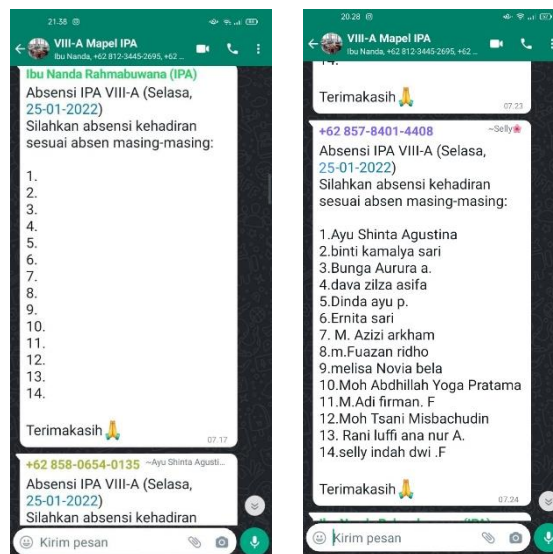 21.38
VIII-A Mapel IPA
Ibu Nanda, +62 812-3445-2695, +62 ...
Ibu Nanda Rahmabuwana (IPA)
Absensi IPA VIII-A (Selasa,
25-01-2022)
Silahkan absensi kehadiran
sesuai absen masing-masing:
1.
2.
3.
4.
5.
6.
7.
8.
9.
10.
11.
12.
13.
14.
Terimakasih🙏
07.17
+62 858-0654-0135 ~Ayu Shinta Agusti...
Absensi IPA VIII-A (Selasa,
25-01-2022)
Silahkan absensi kehadiran
Kirim pesan
20.28
VIII-A Mapel IPA
Ibu Nanda, +62 812-3445-2695, +62 ...
14.
Terimakasih🙏
07.23
+62 857-8401-4408 ~Selly🌸
Absensi IPA VIII-A (Selasa,
25-01-2022)
Silahkan absensi kehadiran
sesuai absen masing-masing:
1.Ayu Shinta Agustina
2.binti kamalya sari
3.Bunga Aurura a.
4.dava zilza asifa
5.Dinda ayu p.
6.Ernita sari
7. M. Azizi arkham
8.m.Fuazan ridho
9.melisa Novia bela
10.Moh Abdhillah Yoga Pratama
11.M.Adi firman. F
12.Moh Tsani Misbachudin
13. Rani luffi ana nur A.
14.selly indah dwi .F
Terimakasih🙏
07.24
Kirim pesan